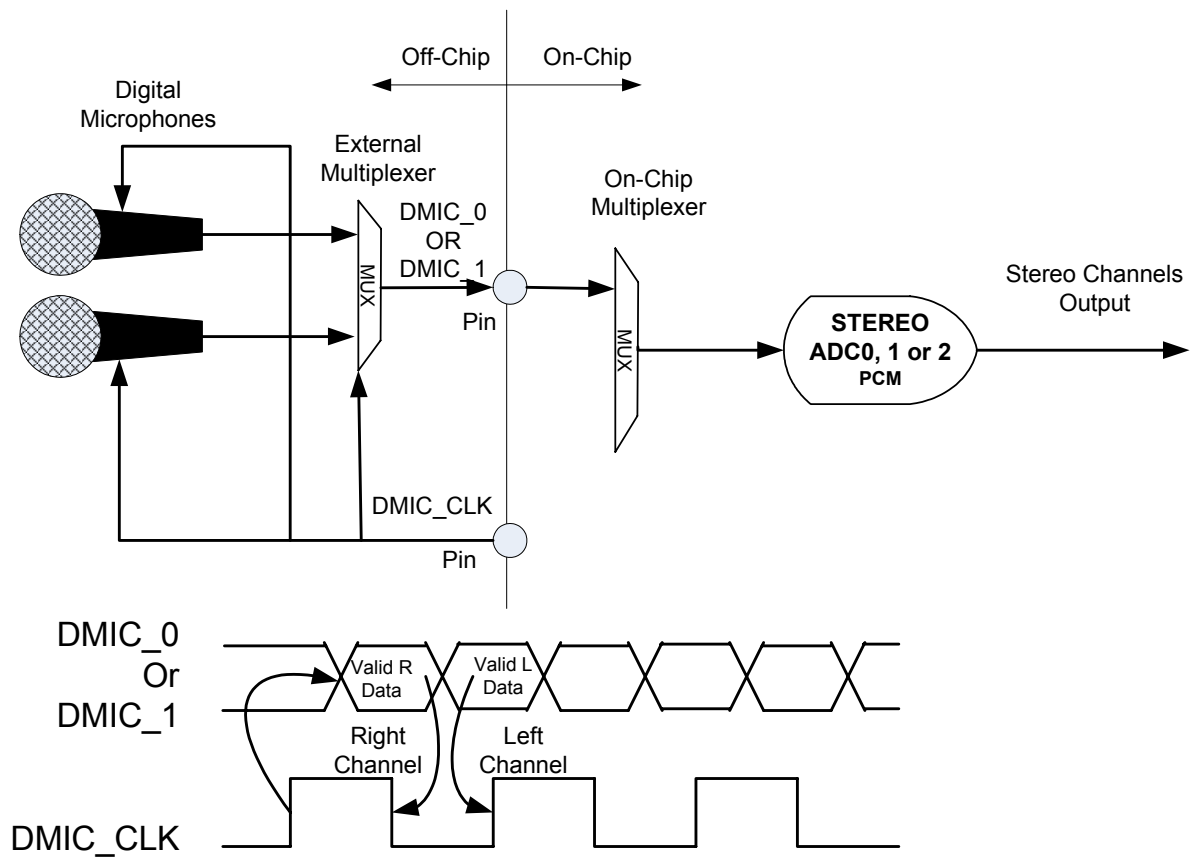 Off-Chip
On-Chip
Digital
Microphones
External
Multiplexer
On-Chip
Multiplexer
DMIC_0
OR
DMIC_1
MUX
Pin
MUX
STEREO
ADC0, 1 or 2
PCM
Stereo Channels
Output
DMIC_CLK
Pin
DMIC_0
Or
DMIC_1
Valid R
Data
Valid L
Data
Right
Channel
Left
Channel
DMIC_CLK